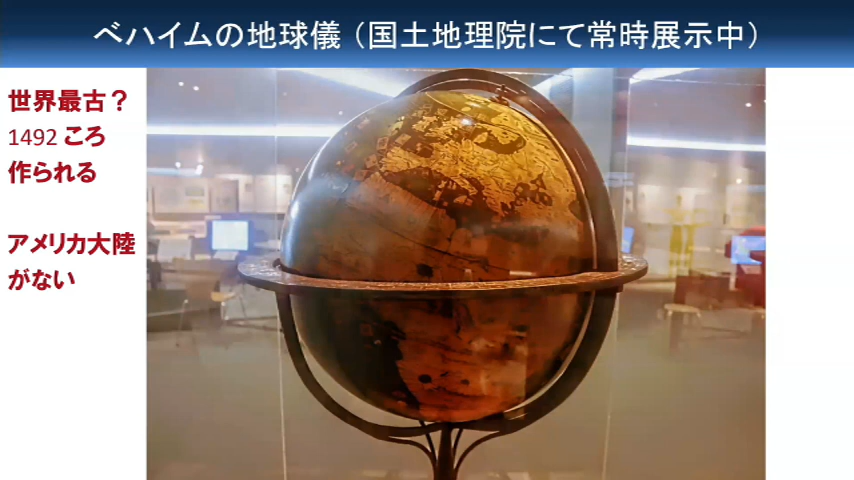 ベハイムの地球儀（国土地理院にて常時展示中）
世界最古？
1492 ころ
作られる
アメリカ大陸
がない